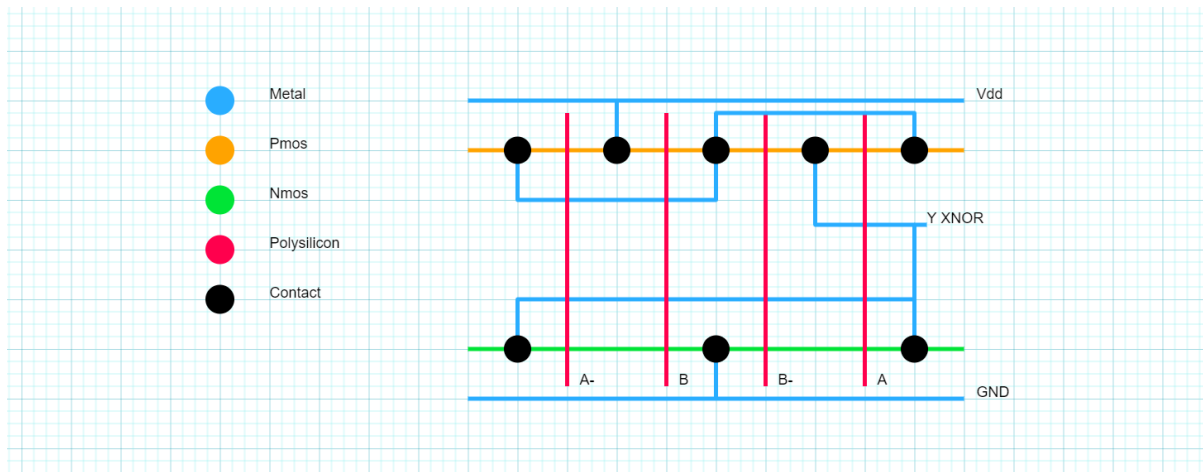 Metal
Vdd
Pmos
Nmos
Y XNOR
Polysilicon
Contact
A-
B
B-
A
GND